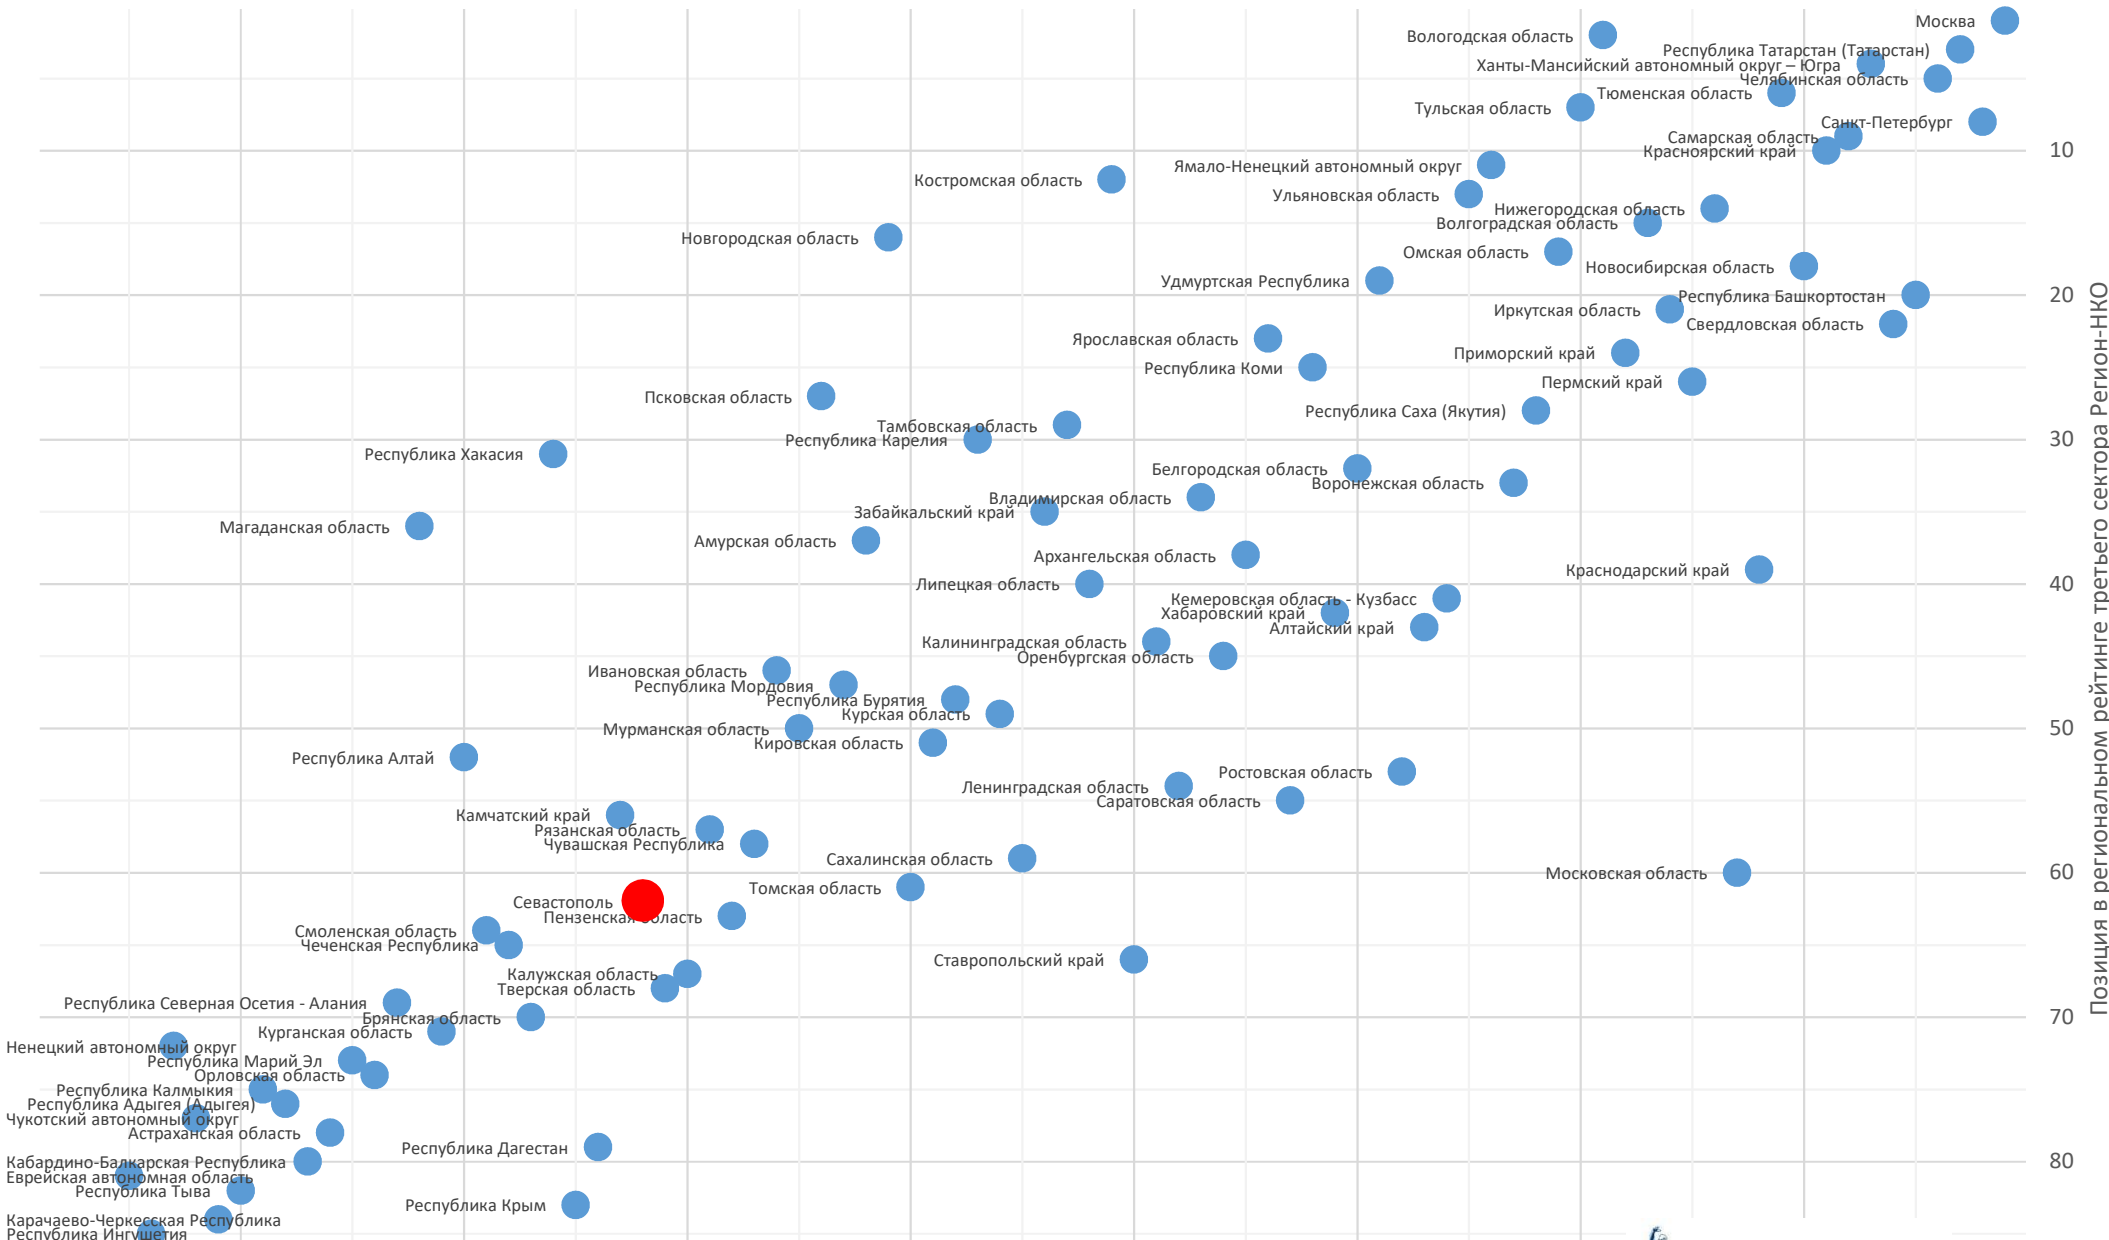 Москва
Вологодская область
Республика Татарстан (Татарстан)
Ханты-Мансийский автономный округ – Югра
Челябинская область
Тюменская область
Тульская область
Санкт-Петербург
Самарская область
Красноярский край
10
Ямало-Ненецкий автономный округ
Костромская область
Ульяновская область
Нижегородская область
Волгоградская область
Новгородская область
Омская область
Новосибирская область
Удмуртская Республика
Республика Башкортостан
20
Иркутская область
Свердловская область
Ярославская область
Приморский край
Республика Коми
Пермский край
Псковская область
Республика Саха (Якутия)
Тамбовская область
Республика Карелия
30
Республика Хакасия
Белгородская область
Воронежская область
Владимирская область
Забайкальский край
Магаданская область
Амурская область
Архангельская область
Краснодарский край
Липецкая область
40
Кемеровская область - Кузбасс
Хабаровский край
Алтайский край
Калининградская область
Оренбургская область
Ивановская область
Республика Мордовия
Республика Бурятия
Курская область
Мурманская область
50
Кировская область
Республика Алтай
Ростовская область
Ленинградская область
Саратовская область
Камчатский край
Рязанская область
Чувашская Республика
Сахалинская область
Московская область
60
Томская область
Севастополь
Пензенская область
Смоленская область
Чеченская Республика
Ставропольский край
Калужская область
Тверская область
Республика Северная Осетия - Алания
Брянская область
70
Курганская область
Ненецкий автономный округ
Республика Марий Эл
Орловская область
Республика Калмыкия
Республика Адыгея (Адыгея)
Чукотский автономный округ
Астраханская область
Республика Дагестан
Кабардино-Балкарская Республика
80
Еврейская автономная область
Республика Тыва
Республика Крым
Карачаево-Черкесская Республика
Республика Ингушетия
Позиция в региональном рейтинге третьего сектора Регион-НКО